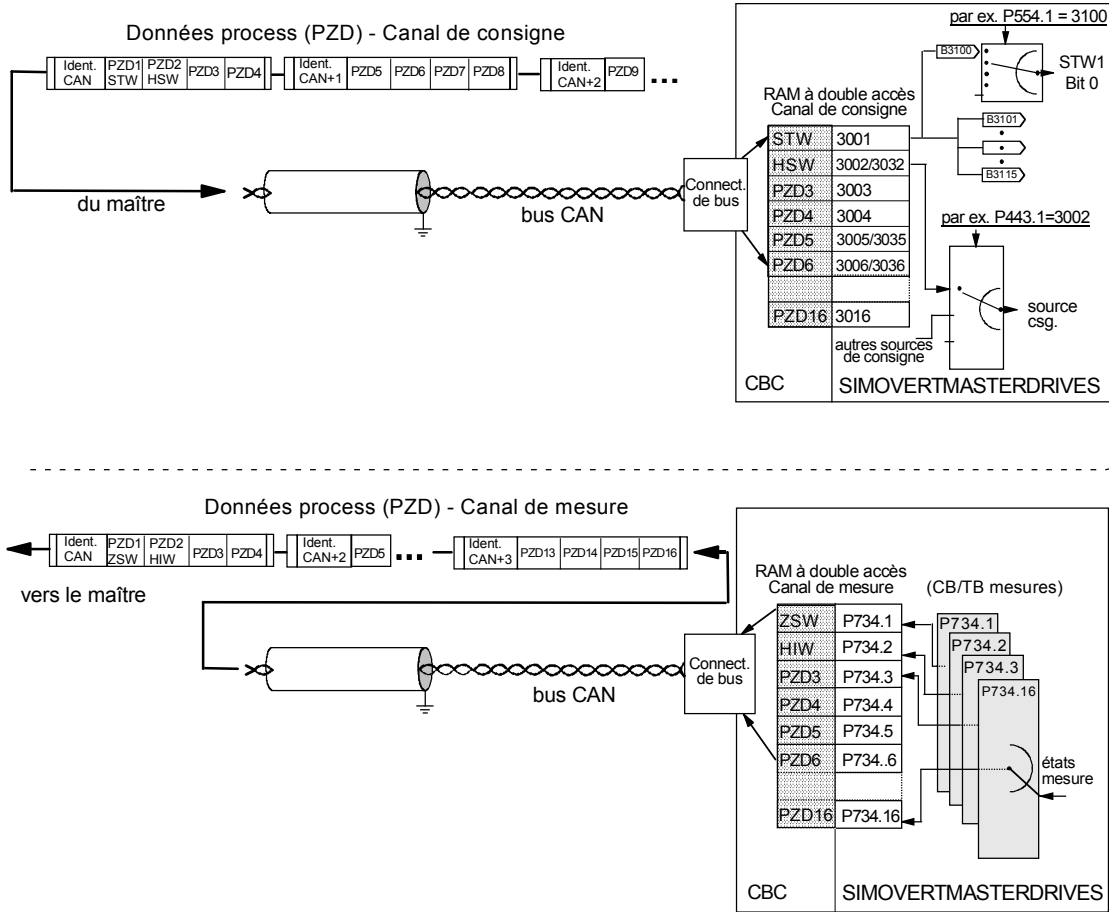 par ex. P554.1 = 3100
Données process (PZD) - Canal de consigne
B3100
STW1
Bit 0
Ident.
CAN
PZD1
STW
PZD2
HSW
PZD3
PZD4
Ident.
CAN+1
PZD5
PZD6
PZD7
PZD8
Ident.
CAN+2
PZD9
...
RAM à double accès
Canal de consigne
B3101
B3115
STW 3001
HSW 3002/3032
PZD3 3003
PZD4 3004
PZD5 3005/3035
PZD6 3006/3036
PZD16 3016
du maître
bus CAN
Connect.
de bus
par ex. P443.1=3002
source
csg.
autres sources
de consigne
CBC
SIMOVERTMASTERDRIVES
Données process (PZD) - Canal de mesure
Ident.
CAN
PZD1
ZSW
PZD2
HIW
PZD3
PZD4
Ident.
CAN+2
PZD5
...
Ident.
CAN+3
PZD13
PZD14
PZD15
PZD16
vers le maître
bus CAN
Connect.
de bus
RAM à double accès
Canal de mesure
(CB/TB mesures)
ZSW P734.1
HIW P734.2
PZD3 P734.3
PZD4 P734.4
PZD5 P734.5
PZD6 P734..6
PZD16 P734.16
P734.1
P734.2
P734.3
P734.16
états
mesure
CBC
SIMOVERTMASTERDRIVES